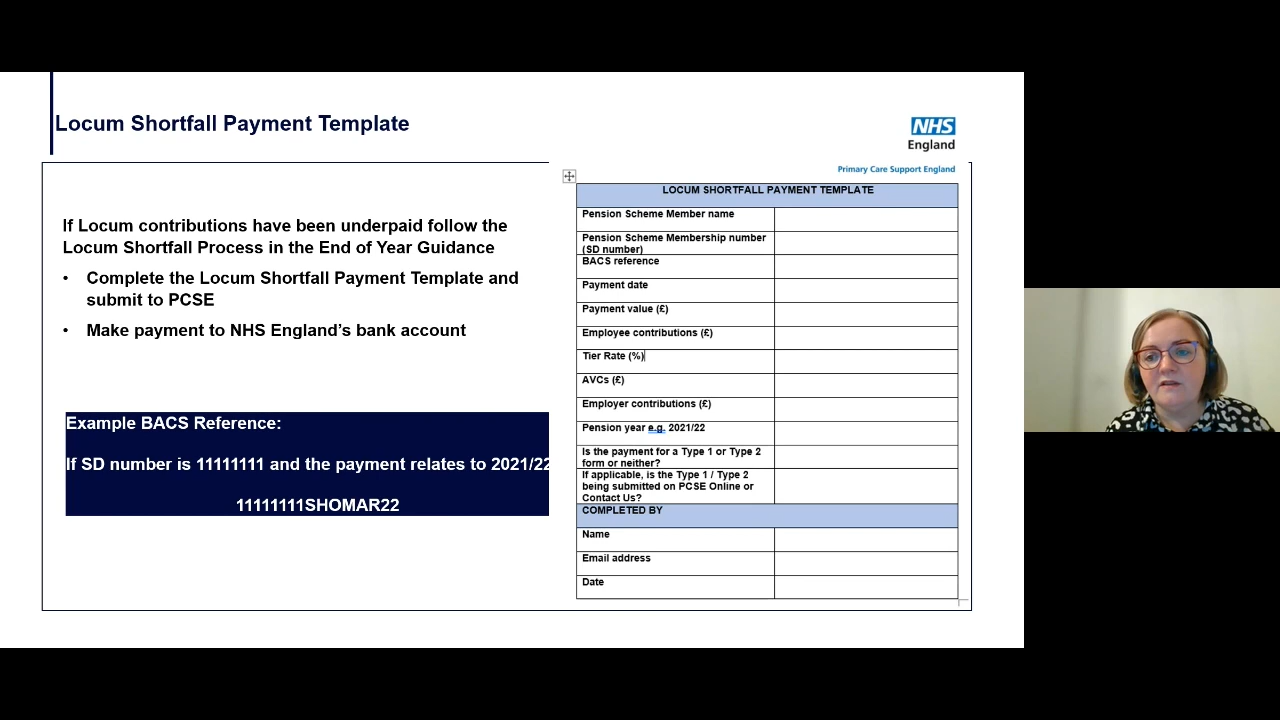 Locum Shortfall Payment Template
NHS
England
Primary Care Support England
If Locum contributions have been underpaid follow the
Locum Shortfall Process in the End of Year Guidance
• Complete the Locum Shortfall Payment Template and
submit to PCSE
• Make payment to NHS England's bank account
Example BACS Reference:
If SD number is 11111111 and the payment relates to 2021/22
11111111SHOMAR22
LOCUM SHORTFALL PAYMENT TEMPLATE
Pension Scheme Member name
Pension Scheme Membership number
(SD number)
BACS reference
Payment date
Payment value (£)
Employee contributions (£)
Tier Rate (%)
AVCs (£)
Employer contributions (£)
Pension year e.g. 2021/22
Is the payment for a Type 1 or Type 2
form or neither?
If applicable, is the Type 1 / Type 2
being submitted on PCSE Online or
Contact Us?
COMPLETED BY
Name
Email address
Date